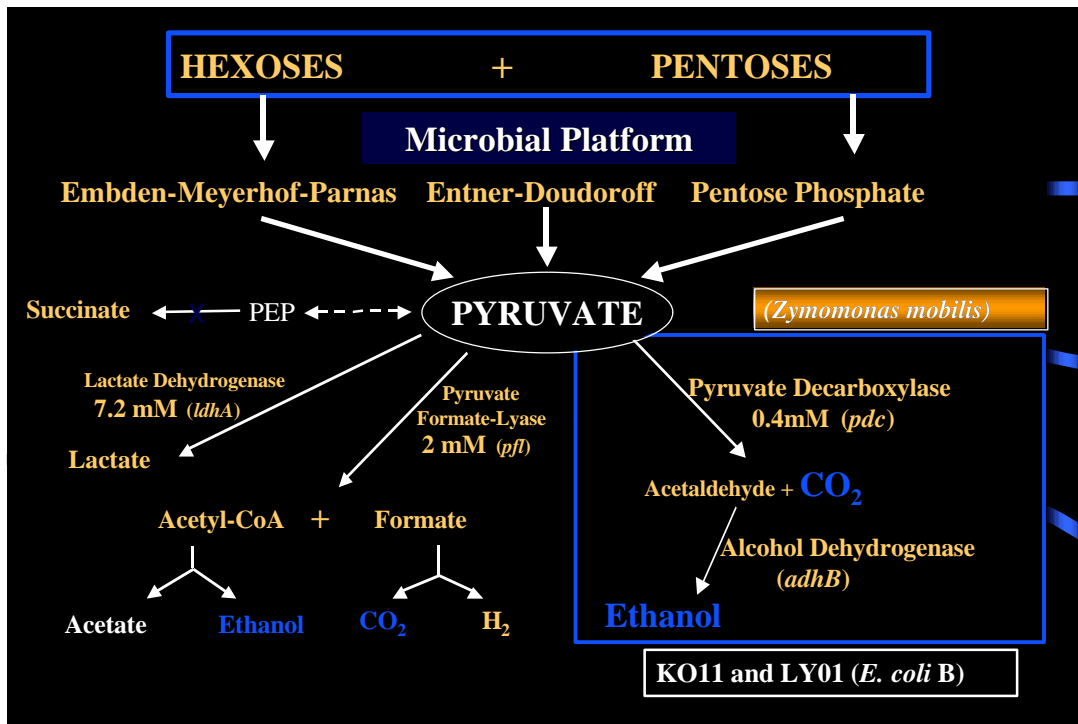 HEXOSES + PENTOSES
Microbial Platform
Embden-Meyerhof-Parnas Entner-Doudoroff Pentose Phosphate
Succinate X PEP PYRUVATE (Zymomonas mobilis)
Lactate Dehydrogenase
7.2 mM (ldhA)
Pyruvate
Formate-Lyase
2 mM (pfl)
Pyruvate Decarboxylase
0.4mM (pdc)
Lactate
Acetaldehyde + CO2
Acetyl-CoA + Formate
Alcohol Dehydrogenase
(adhB)
Acetate Ethanol CO2 H2
Ethanol
KO11 and LY01 (E. coli B)